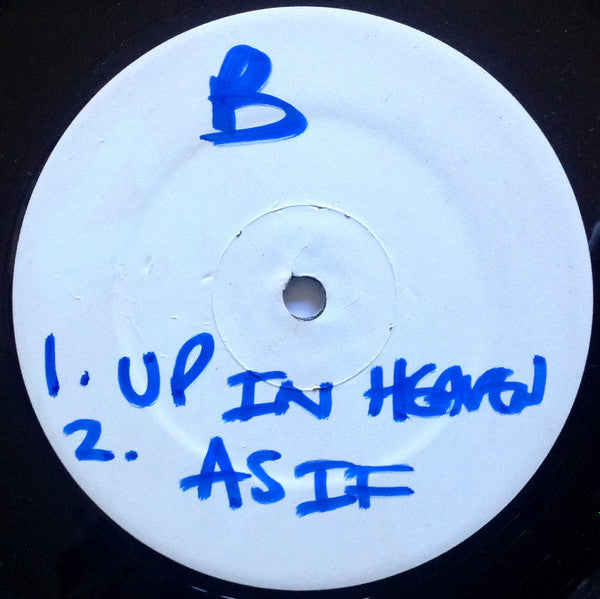 B
1. UP IN HEAVEN
2. AS IF